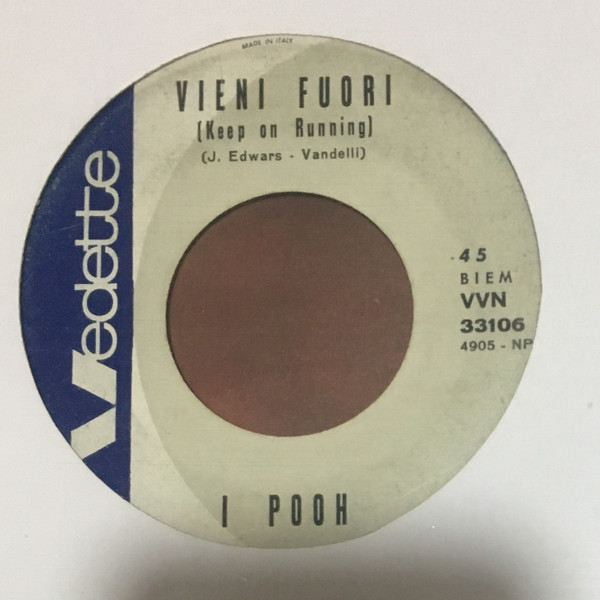 MADE IN ITALY
VIENI FUORI
(Keep on Running)
(J. Edwars - Vandelli)
Vedette
45
BIEM
VVN
33106
4905 - NP
I POOH